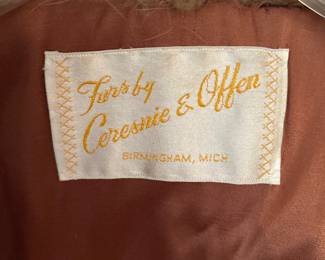 Furs by
Ceresnie & Offen
BIRMINGHAM, MICH